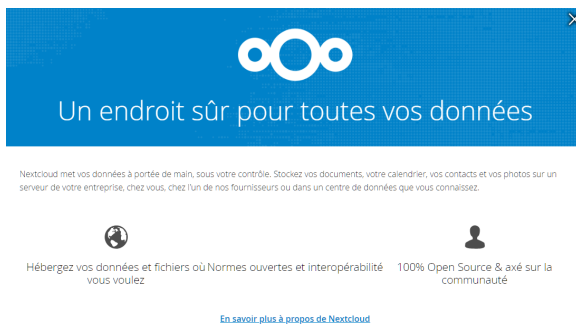 Un endroit sûr pour toutes vos données
Nextcloud met vos données à portée de main, sous votre contrôle. Stockez vos documents, votre calendrier, vos contacts et vos photos sur un
serveur de votre entreprise, chez vous, chez l'un de nos fournisseurs ou dans un centre de données que vous connaissez.
Hébergez vos données et fichiers où
vous voulez
Normes ouvertes et interopérabilité
100% Open Source & axé sur la
communauté
En savoir plus à propos de Nextcloud